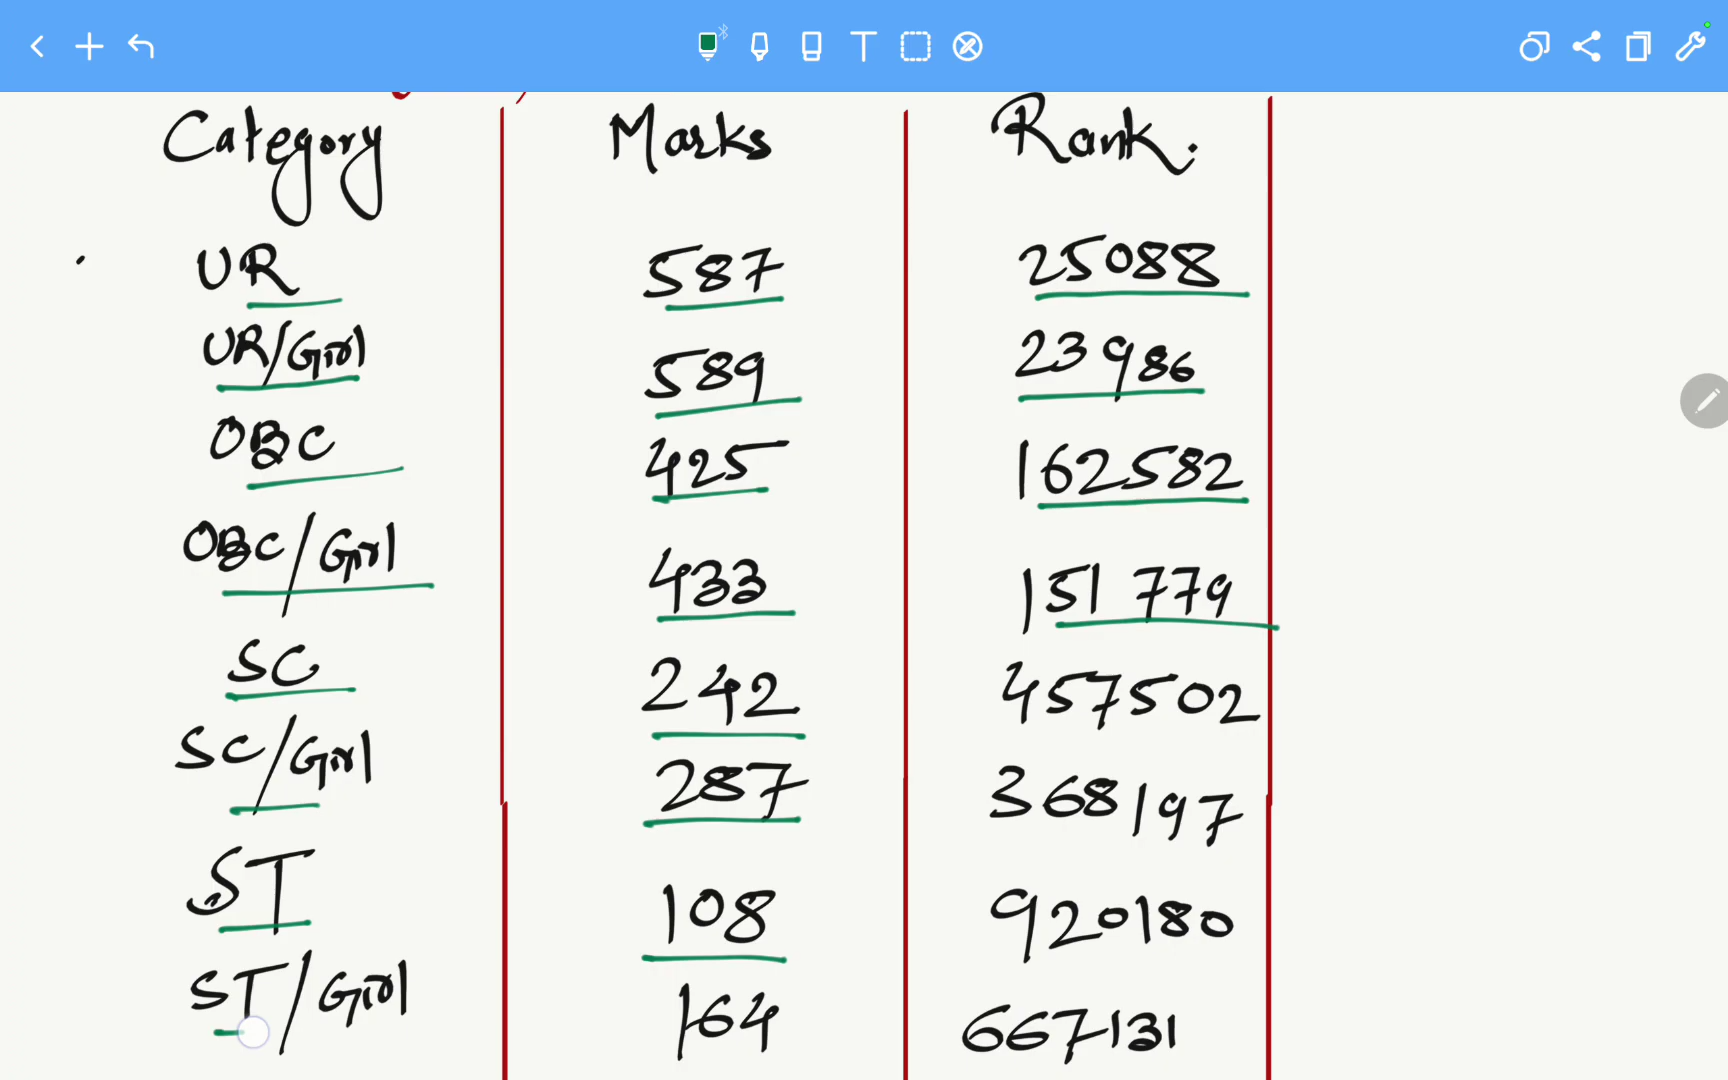 Category Marks Rank.
UR 587 25088
UR/Girl 589 23986
OBC 425 162582
OBC/Girl 433 151779
SC 242 457502
SC/Girl 287 368197
ST 108 920180
ST/Girl 164 667131